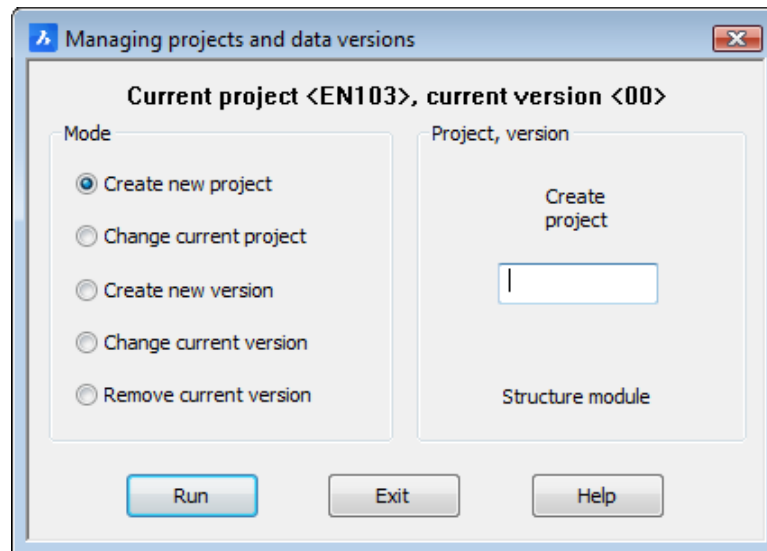 Managing projects and data versions
Current project <EN103>, current version <00>
Mode
Create new project
Change current project
Create new version
Change current version
Remove current version
Project, version
Create
project
Structure module
Run
Exit
Help